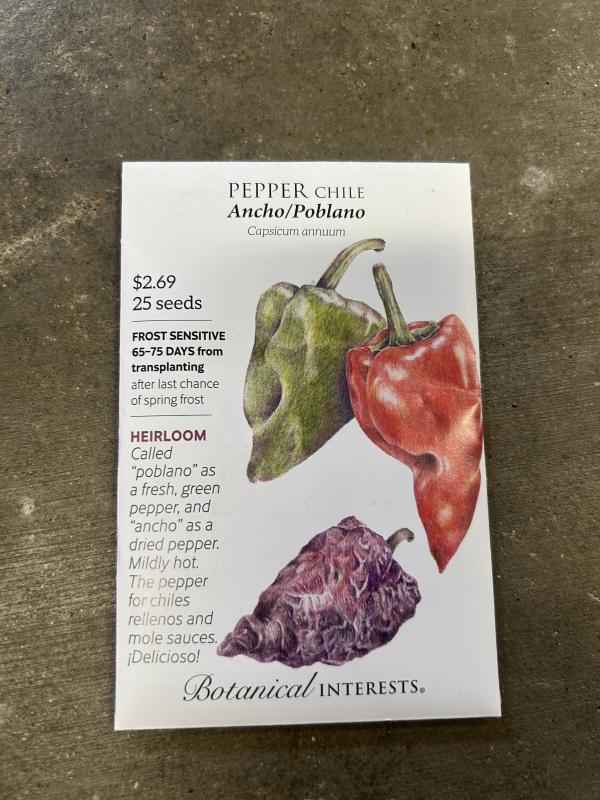 PEPPER CHILE
Ancho/Poblano
Capsicum annuum
$2.69
25 seeds
FROST SENSITIVE
65–75 DAYS from
transplanting
after last chance
of spring frost
HEIRLOOM
Called
“poblano” as
a fresh, green
pepper, and
“ancho” as a
dried pepper.
Mildly hot.
The pepper
for chiles
rellenos and
mole sauces.
¡Delicioso!
Botanical INTERESTS®